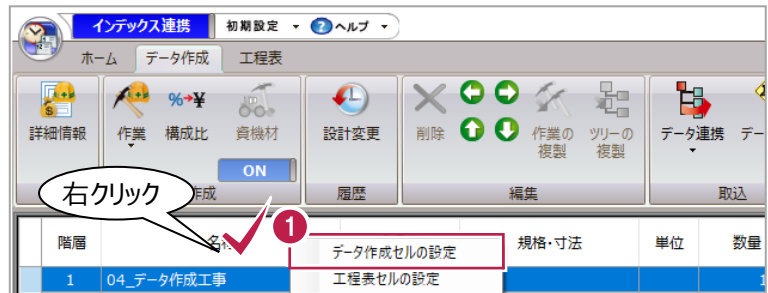 インデックス連携 初期設定 ヘルプ
ホーム データ作成 工程表
詳細情報 作業 構成比 資機材 設計変更 削除 作業の複製 ツリーの複製 データ連携 デー
ON
右クリック 作成 履歴 編集 取込
1
階層 名称 データ作成セルの設定 規格・寸法 単位 数量
1 04_データ作成工事 工程表セルの設定 1